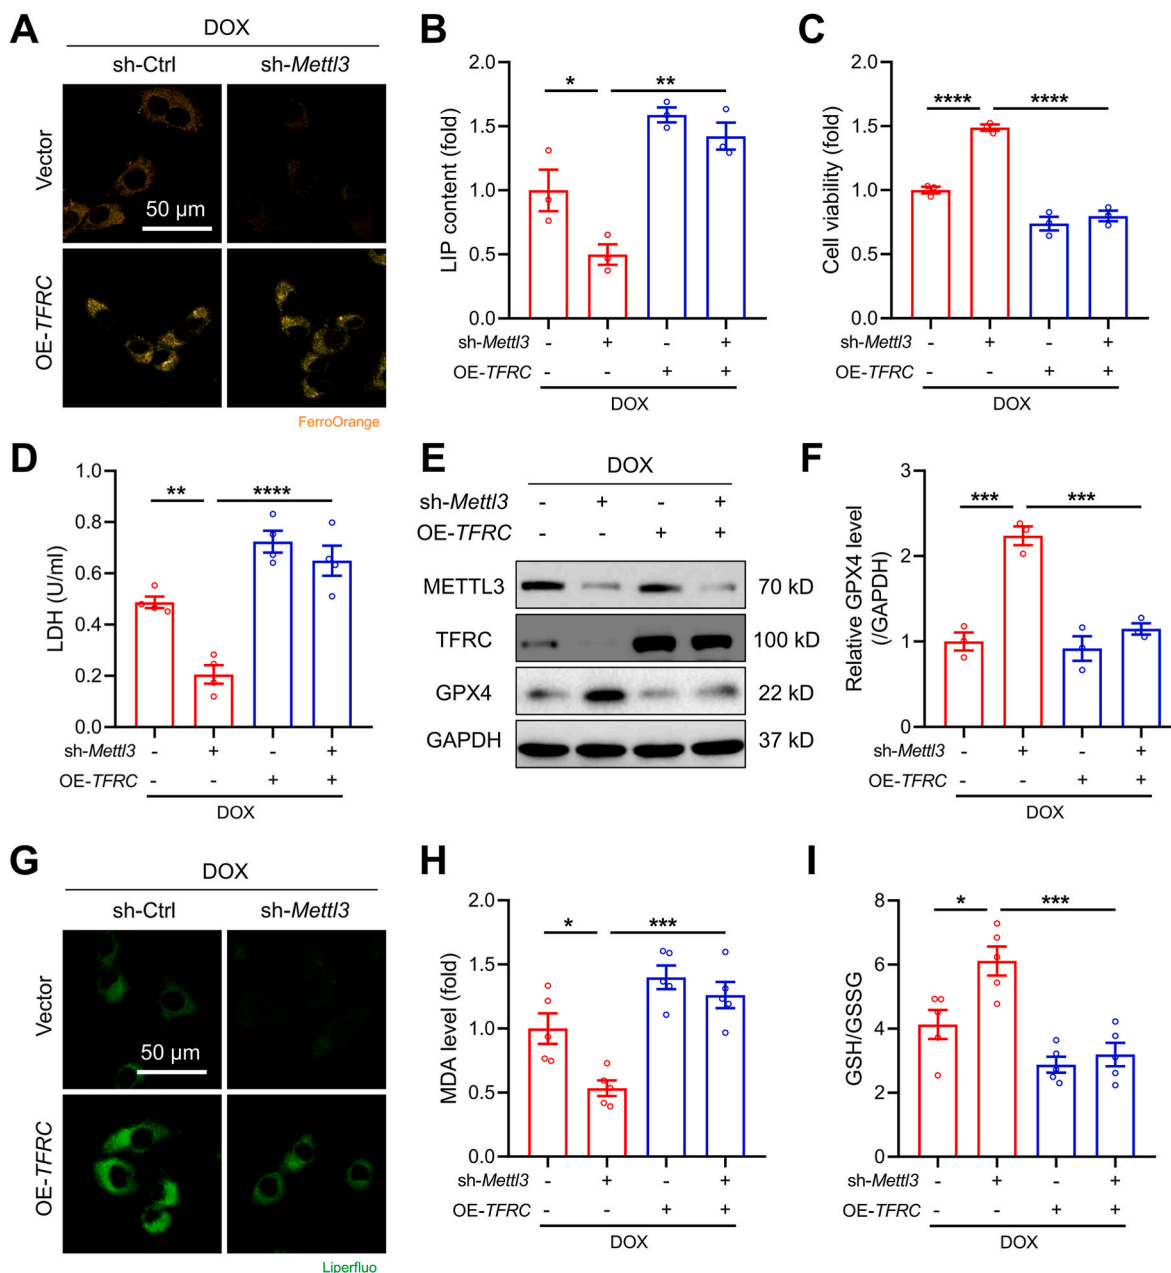 A
DOX
sh-Ctrl
sh-Mettl3
Vector
50 μm
OE-TFRC
FerroOrange
B
LIP content (fold)
2.0
1.5
1.0
0.5
0.0
* **
sh-Mettl3 - + - +
OE-TFRC - - + +
DOX
C
Cell viability (fold)
2.0
1.5
1.0
0.5
0.0
**** ****
sh-Mettl3 - + - +
OE-TFRC - - + +
DOX
D
LDH (U/ml)
1.0
0.8
0.6
0.4
0.2
0.0
** ****
sh-Mettl3 - + - +
OE-TFRC - - + +
DOX
E
DOX
sh-Mettl3 - + - +
OE-TFRC - - + +
METTL3 70 kD
TFRC 100 kD
GPX4 22 kD
GAPDH 37 kD
F
Relative GPX4 level
(/GAPDH)
3
2
1
0
*** ***
sh-Mettl3 - + - +
OE-TFRC - - + +
DOX
G
DOX
sh-Ctrl
sh-Mettl3
Vector
50 μm
OE-TFRC
Liperfluo
H
MDA level (fold)
2.0
1.5
1.0
0.5
0.0
* ***
sh-Mettl3 - + - +
OE-TFRC - - + +
DOX
I
GSH/GSSG
8
6
4
2
0
* ***
sh-Mettl3 - + - +
OE-TFRC - - + +
DOX